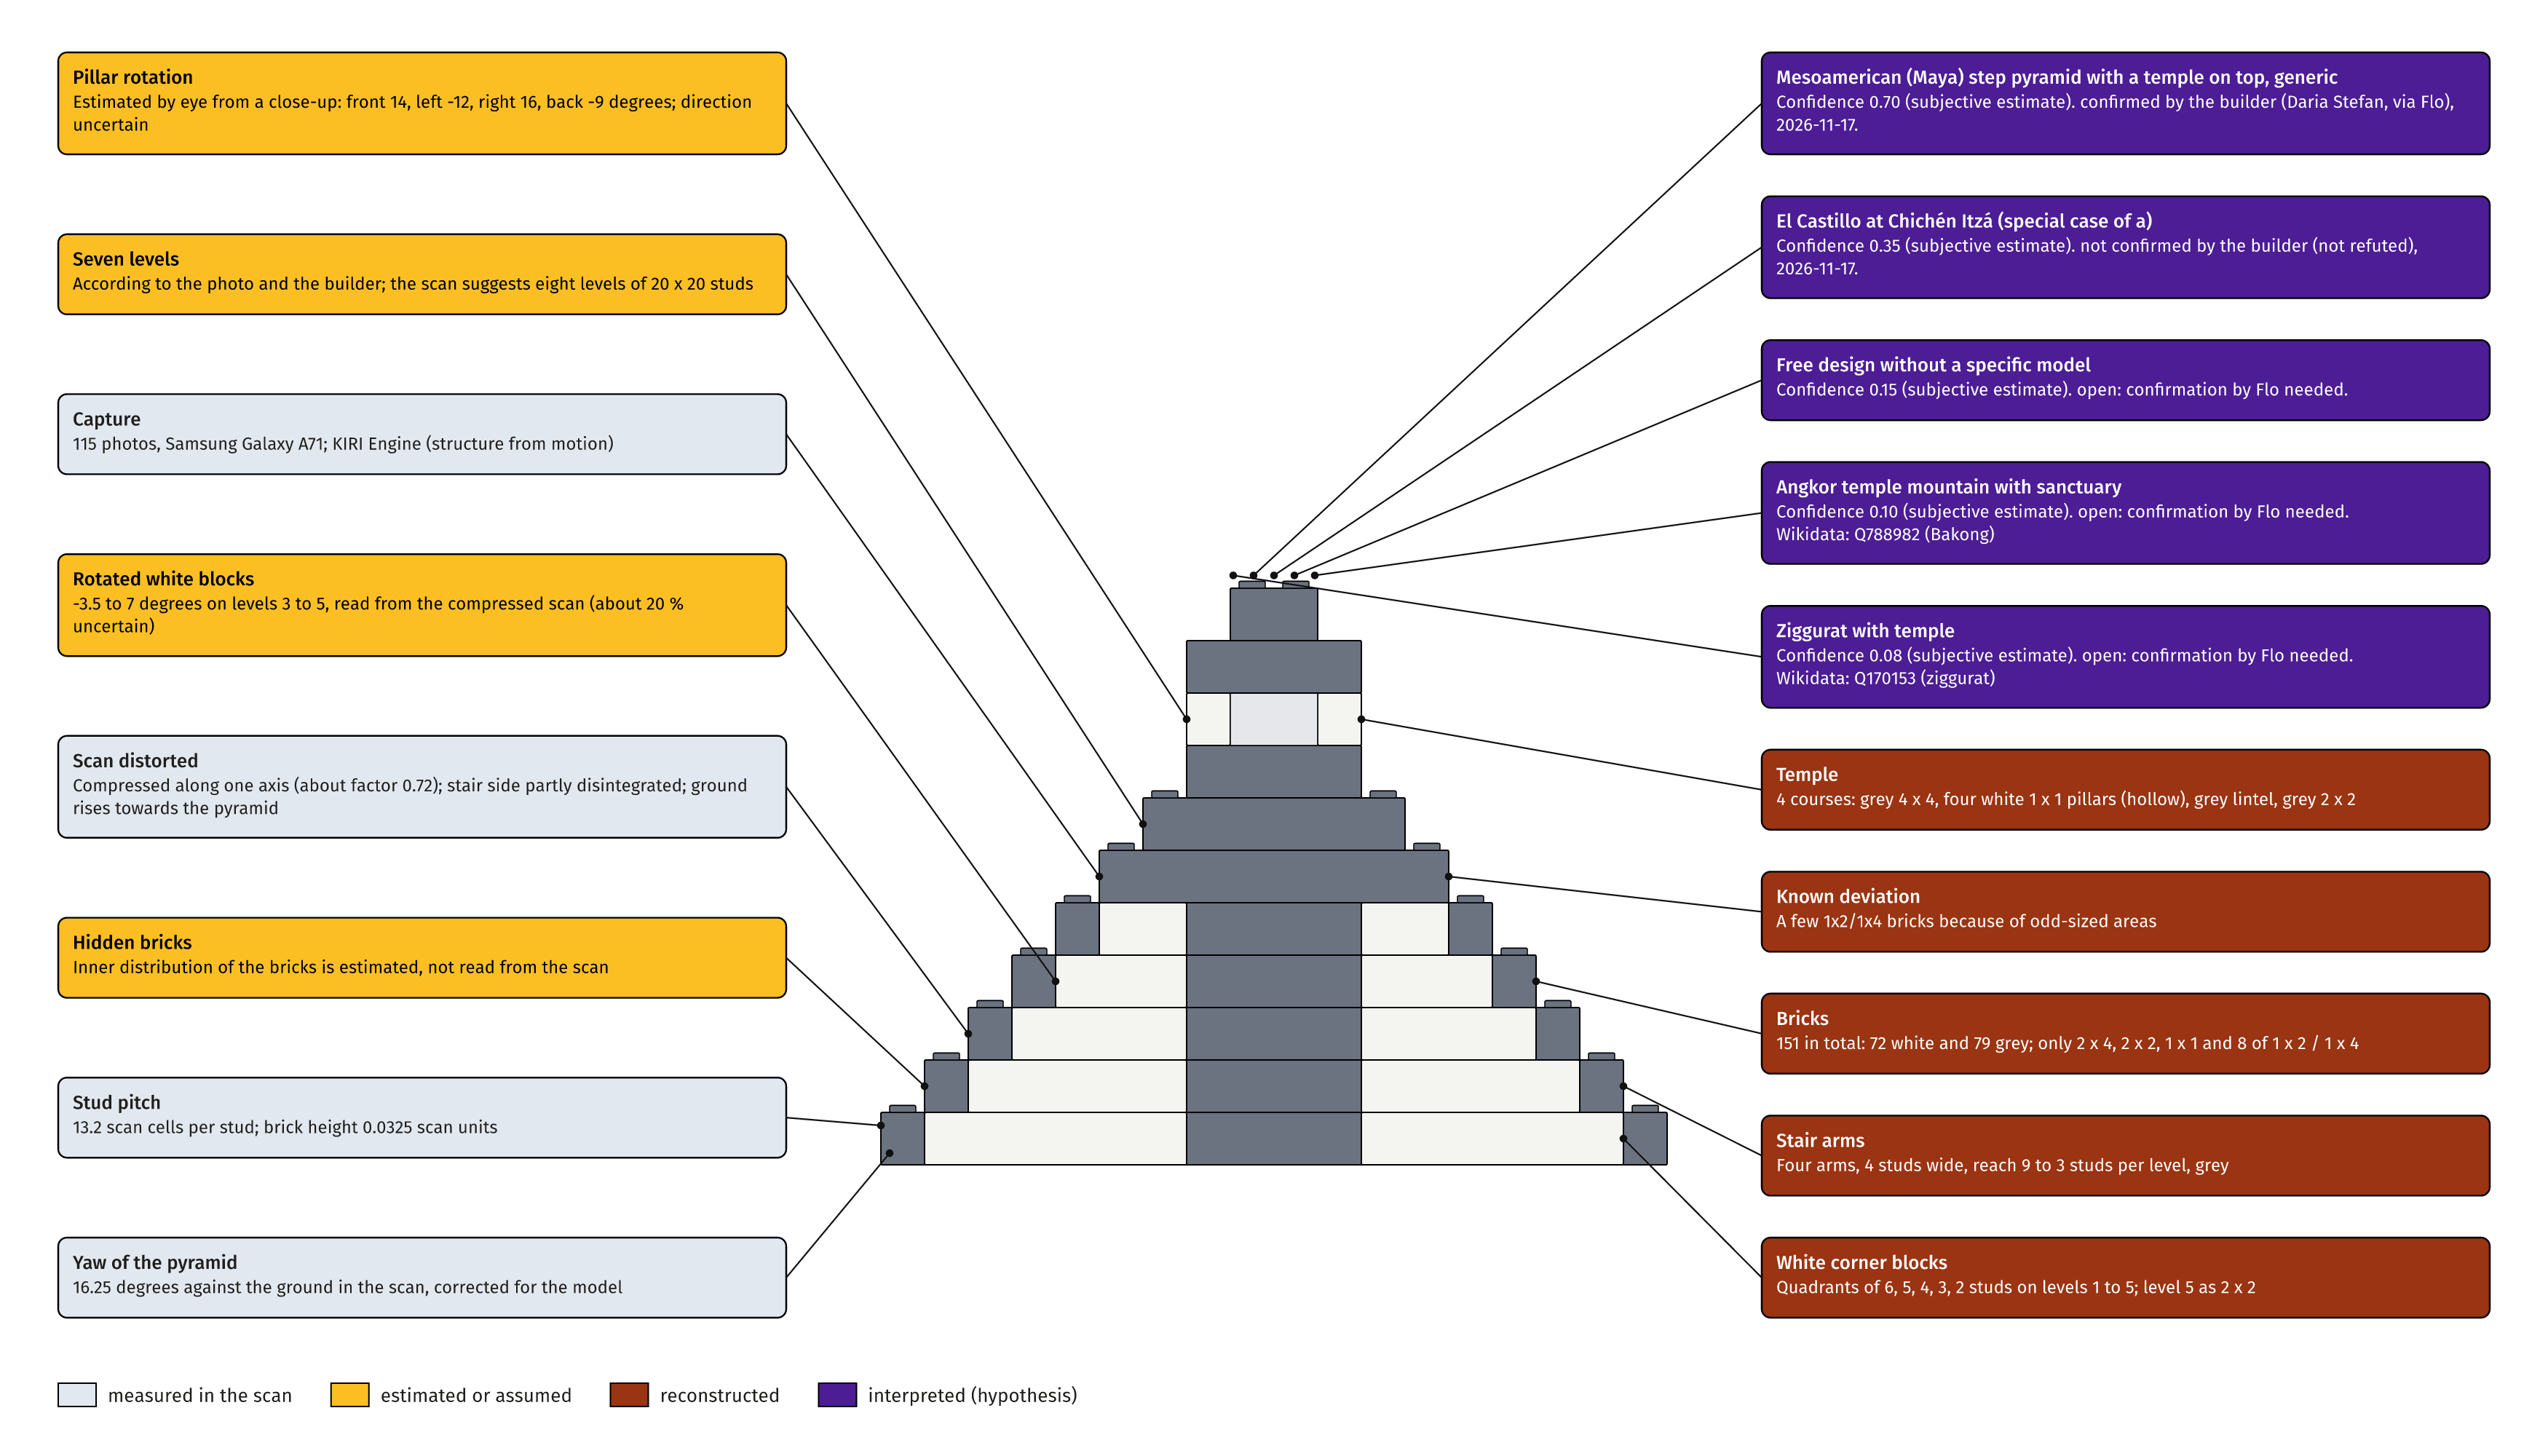 Pillar rotation
Estimated by eye from a close-up: front 14, left -12, right 16, back -9 degrees; direction
uncertain
Seven levels
According to the photo and the builder; the scan suggests eight levels of 20 x 20 studs
Capture
115 photos, Samsung Galaxy A71; KIRI Engine (structure from motion)
Rotated white blocks
-3.5 to 7 degrees on levels 3 to 5, read from the compressed scan (about 20 %
uncertain)
Scan distorted
Compressed along one axis (about factor 0.72); stair side partly disintegrated; ground
rises towards the pyramid
Hidden bricks
Inner distribution of the bricks is estimated, not read from the scan
Stud pitch
13.2 scan cells per stud; brick height 0.0325 scan units
Yaw of the pyramid
16.25 degrees against the ground in the scan, corrected for the model
Mesoamerican (Maya) step pyramid with a temple on top, generic
Confidence 0.70 (subjective estimate). confirmed by the builder (Daria Stefan, via Flo),
2026-11-17.
El Castillo at Chichén Itzá (special case of a)
Confidence 0.35 (subjective estimate). not confirmed by the builder (not refuted),
2026-11-17.
Free design without a specific model
Confidence 0.15 (subjective estimate). open: confirmation by Flo needed.
Angkor temple mountain with sanctuary
Confidence 0.10 (subjective estimate). open: confirmation by Flo needed.
Wikidata: Q788982 (Bakong)
Ziggurat with temple
Confidence 0.08 (subjective estimate). open: confirmation by Flo needed.
Wikidata: Q170153 (ziggurat)
Temple
4 courses: grey 4 x 4, four white 1 x 1 pillars (hollow), grey lintel, grey 2 x 2
Known deviation
A few 1x2/1x4 bricks because of odd-sized areas
Bricks
151 in total: 72 white and 79 grey; only 2 x 4, 2 x 2, 1 x 1 and 8 of 1 x 2 / 1 x 4
Stair arms
Four arms, 4 studs wide, reach 9 to 3 studs per level, grey
White corner blocks
Quadrants of 6, 5, 4, 3, 2 studs on levels 1 to 5; level 5 as 2 x 2
measured in the scan
estimated or assumed
reconstructed
interpreted (hypothesis)